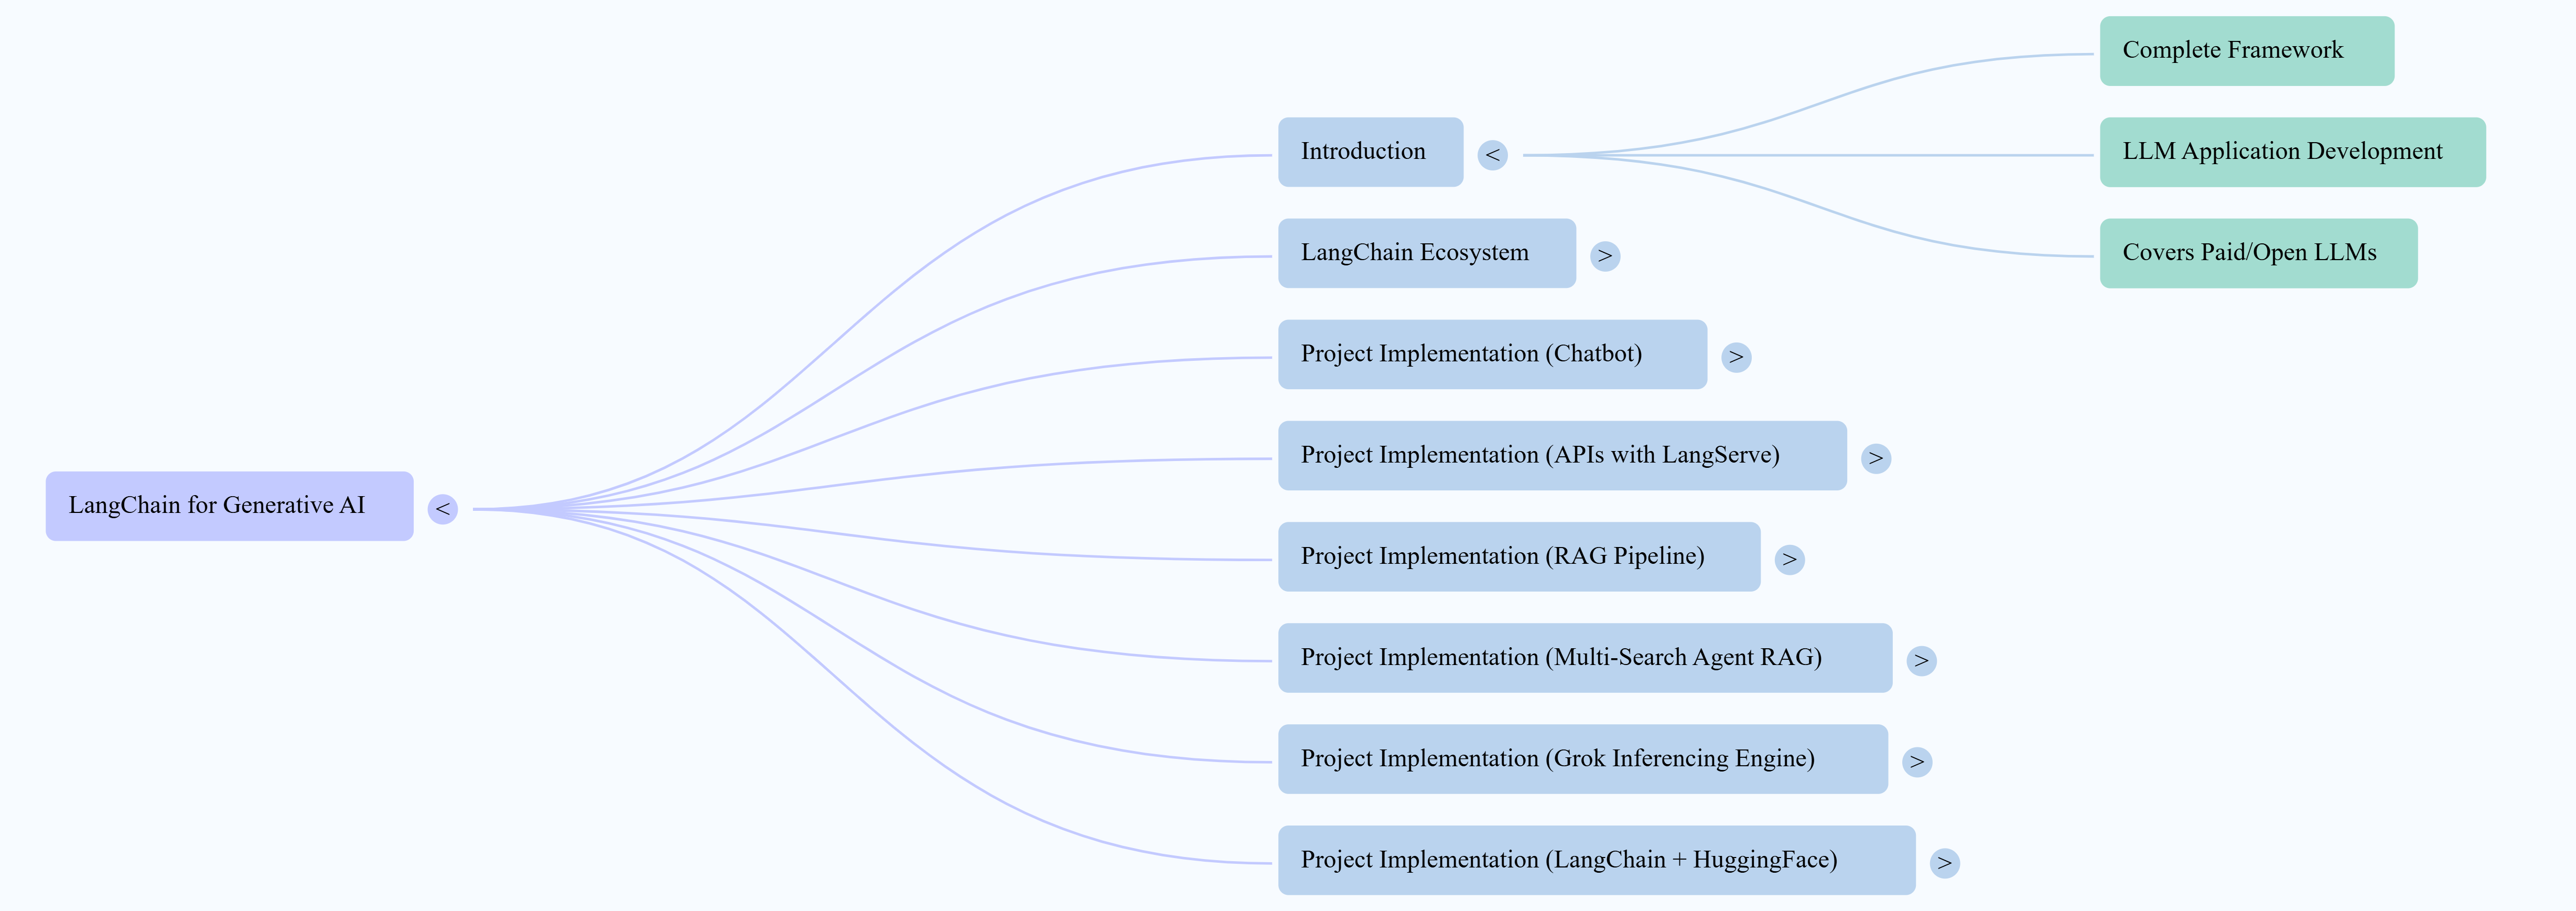 LangChain for Generative AI
<
Introduction
<
Complete Framework
LLM Application Development
Covers Paid/Open LLMs
LangChain Ecosystem
>
Project Implementation (Chatbot)
>
Project Implementation (APIs with LangServe)
>
Project Implementation (RAG Pipeline)
>
Project Implementation (Multi-Search Agent RAG)
>
Project Implementation (Grok Inferencing Engine)
>
Project Implementation (LangChain + HuggingFace)
>